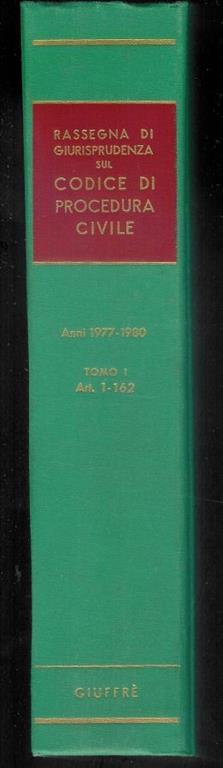 RASSEGNA DI
GIURISPRUDENZA
SUL
CODICE DI
PROCEDURA
CIVILE
Anni 1977-1980
TOMO I
Art. 1-162
GIUFFRÈ